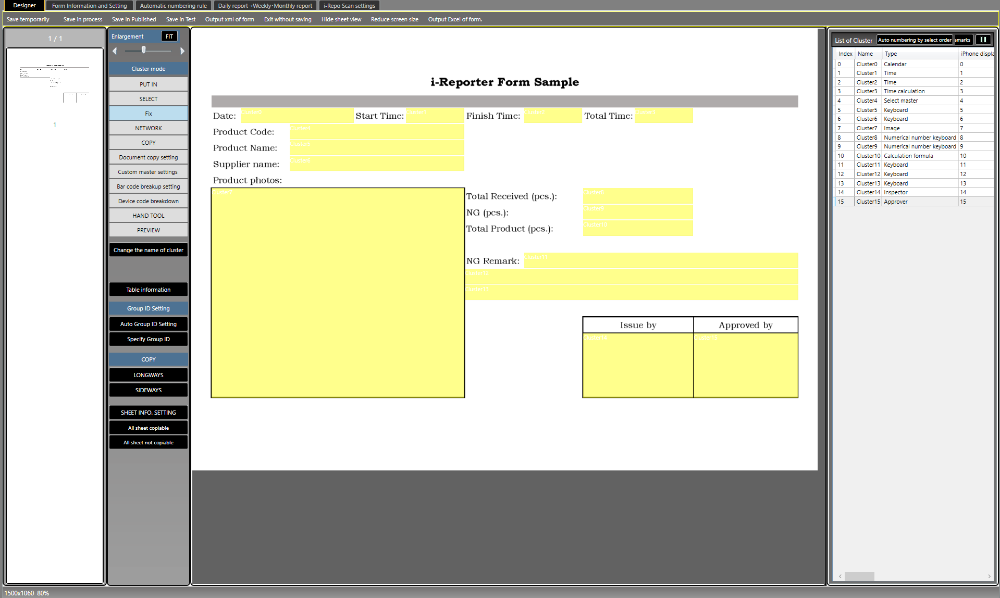 Designer Form Information and Setting Automatic numbering rule Daily report→Weekly･Monthly report i-Repo Scan settings
Save temporarily Save in process Save in Published Save in Test Output xml of form Exit without saving Hide sheet view Reduce screen size Output Excel of form.
1 / 1
1
Enlargement FIT
Cluster mode
PUT IN
SELECT
Fix
NETWORK
COPY
Document copy setting
Custom master settings
Bar code breakup setting
Device code breakdown
HAND TOOL
PREVIEW
Change the name of cluster
Table information
Group ID Setting
Auto Group ID Setting
Specify Group ID
COPY
LONGWAYS
SIDEWAYS
SHEET INFO. SETTING
All sheet copiable
All sheet not copiable
i-Reporter Form Sample
Date: Cluster0 Start Time: Cluster1 Finish Time: Cluster2 Total Time: Cluster3
Product Code: Cluster4
Product Name: Cluster5
Supplier name: Cluster6
Product photos:
Cluster7
Total Received (pcs.): Cluster8
NG (pcs.): Cluster9
Total Product (pcs.): Cluster10
NG Remark: Cluster11
Cluster12
Cluster13
Issue by Approved by
Cluster14 Cluster15
List of Cluster Auto numbering by select order emarks
Index Name Type iPhone displa
0 Cluster0 Calendar 0
1 Cluster1 Time 1
2 Cluster2 Time 2
3 Cluster3 Time calculation 3
4 Cluster4 Select master 4
5 Cluster5 Keyboard 5
6 Cluster6 Keyboard 6
7 Cluster7 Image 7
8 Cluster8 Numerical number keyboard 8
9 Cluster9 Numerical number keyboard 9
10 Cluster10 Calculation formula 10
11 Cluster11 Keyboard 11
12 Cluster12 Keyboard 12
13 Cluster13 Keyboard 13
14 Cluster14 Inspector 14
15 Cluster15 Approver 15
1500x1060 80%